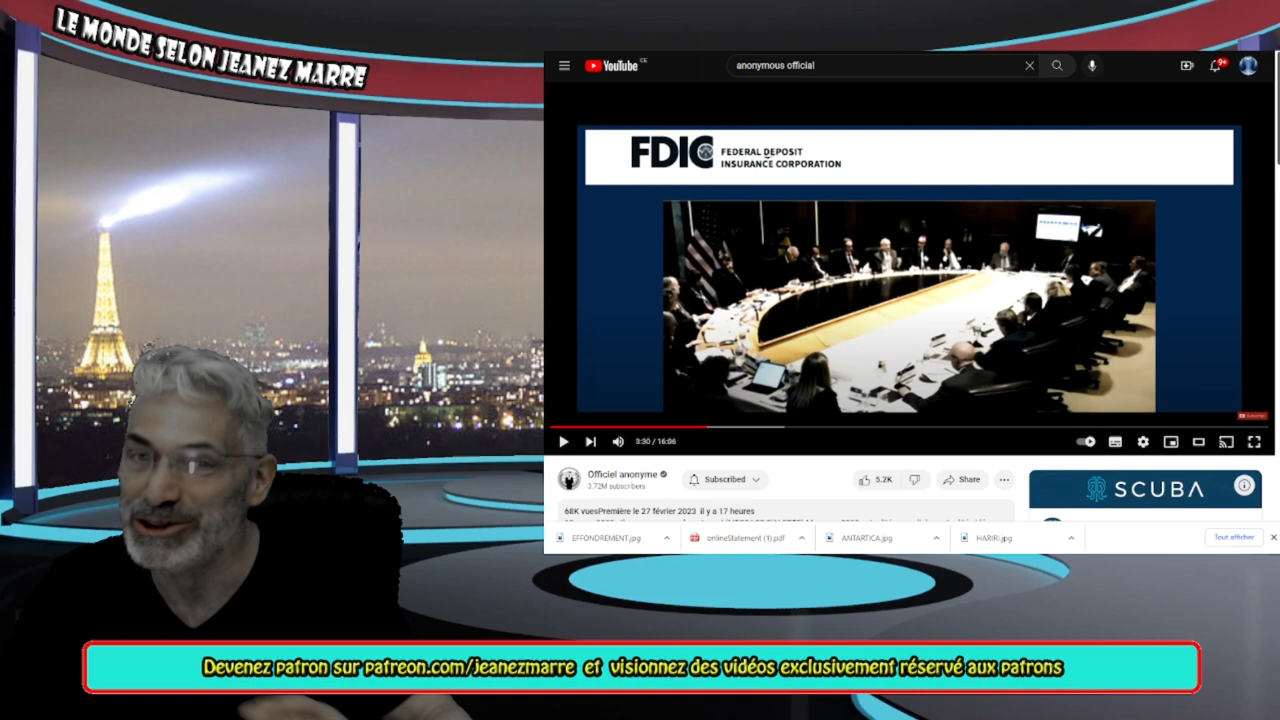 LE MONDE SELON JEANEZ MARRE
YouTube CE
anonymous official
9+
FDIC FEDERAL DEPOSIT
INSURANCE CORPORATION
3:30 / 16:06
Officiel anonyme
3.72M subscribers
Subscribed
5.2K
Share
SCUBA
68K vuesPremière le 27 février 2023 il y a 17 heures
EFFONDREMENT.jpg
onlineStatement (1).pdf
ANTARTICA.jpg
HARIRI.jpg
Tout afficher
Devenez patron sur patreon.com/jeanezmarre et visionnez des vidéos exclusivement réservé aux patrons